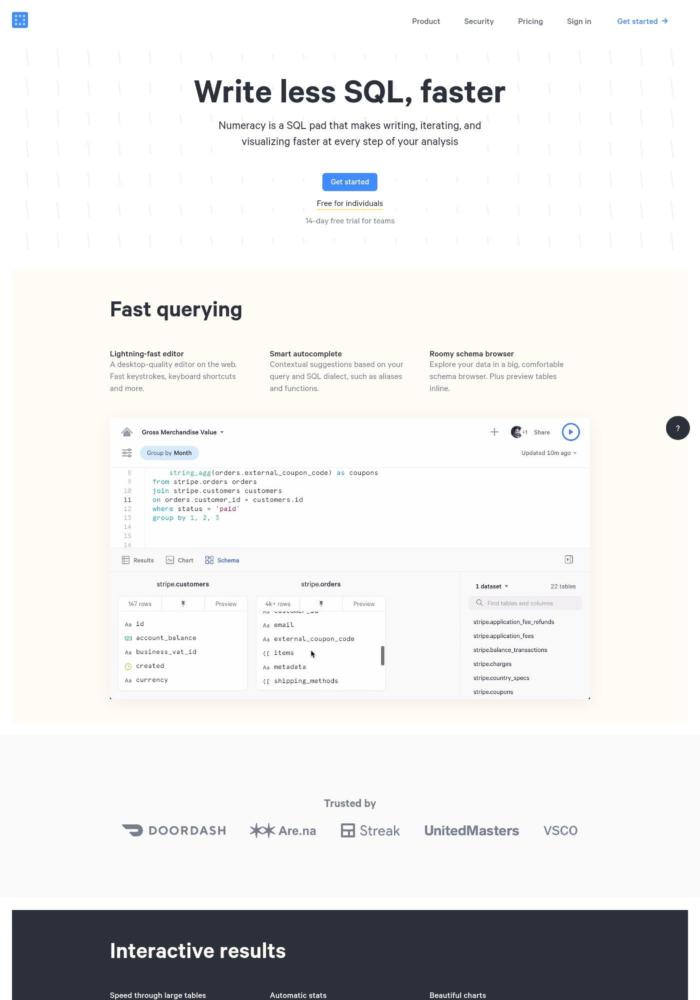 Product Security Pricing Sign in Get started →
Write less SQL, faster
Numeracy is a SQL pad that makes writing, iterating, and
visualizing faster at every step of your analysis
Get started
Free for individuals
14-day free trial for teams
Fast querying
Lightning-fast editor
A desktop-quality editor on the web.
Fast keystrokes, keyboard shortcuts
and more.
Smart autocomplete
Contextual suggestions based on your
query and SQL dialect, such as aliases
and functions.
Roomy schema browser
Explore your data in a big, comfortable
schema browser. Plus preview tables
inline.
?
Gross Merchandise Value
+1 Share
Group by Month
Updated 10m ago
8 string_agg(orders.external_coupon_code) as coupons
9 from stripe.orders orders
10 join stripe.customers customers
11 on orders.customer_id = customers.id
12 where status = 'paid'
13 group by 1, 2, 3
14
15
16
Results Chart Schema
stripe.customers
147 rows Preview
Aa id
account_balance
Aa business_vat_id
created
Aa currency
stripe.orders
4k+ rows Preview
Aa customer_id
Aa email
Aa external_coupon_code
{[ items
Aa metadata
{[ shipping_methods
1 dataset 22 tables
Find tables and columns
stripe.application_fee_refunds
stripe.application_fees
stripe.balance_transactions
stripe.charges
stripe.country_specs
stripe.coupons
Trusted by
DOORDASH Are.na Streak UnitedMasters VSCO
Interactive results
Speed through large tables Automatic stats Beautiful charts